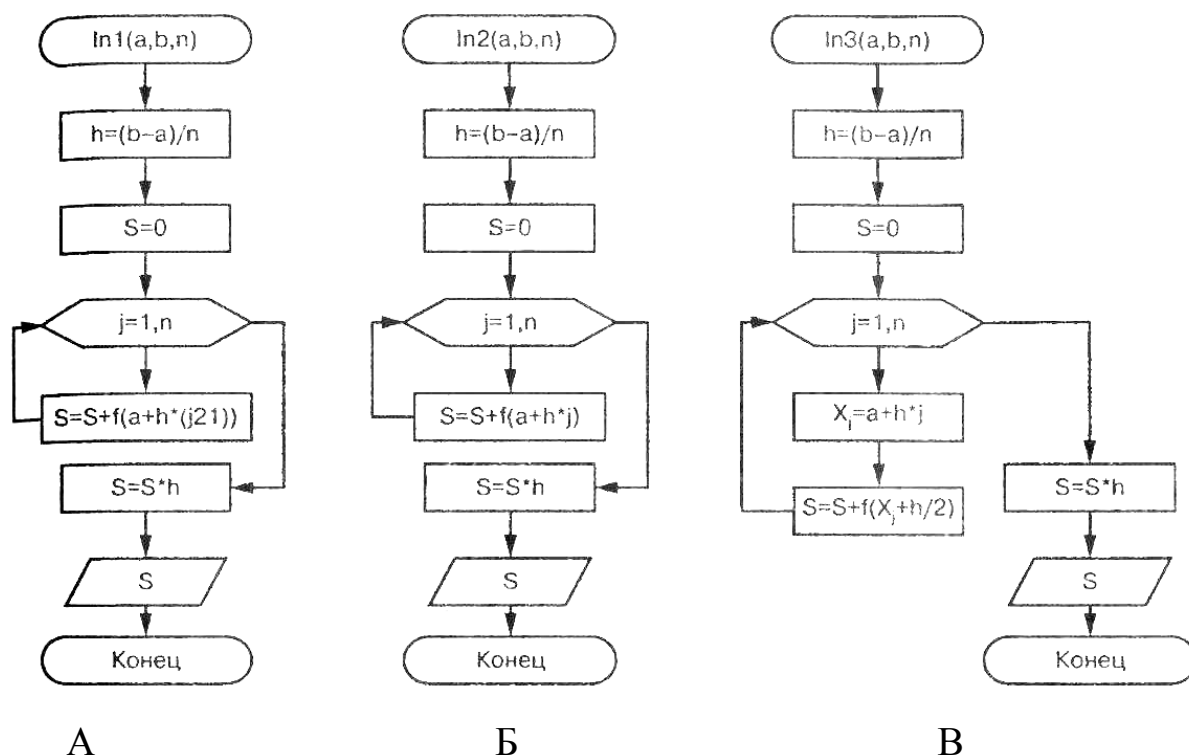 In1(a,b,n)
h=(b-a)/n
S=0
j=1,n
S=S+f(a+h*(j21))
S=S*h
S
Конец
А
In2(a,b,n)
h=(b-a)/n
S=0
j=1,n
S=S+f(a+h*j)
S=S*h
S
Конец
Б
In3(a,b,n)
h=(b-a)/n
S=0
j=1,n
Xj=a+h*j
S=S+f(Xj+h/2)
S=S*h
S
Конец
В